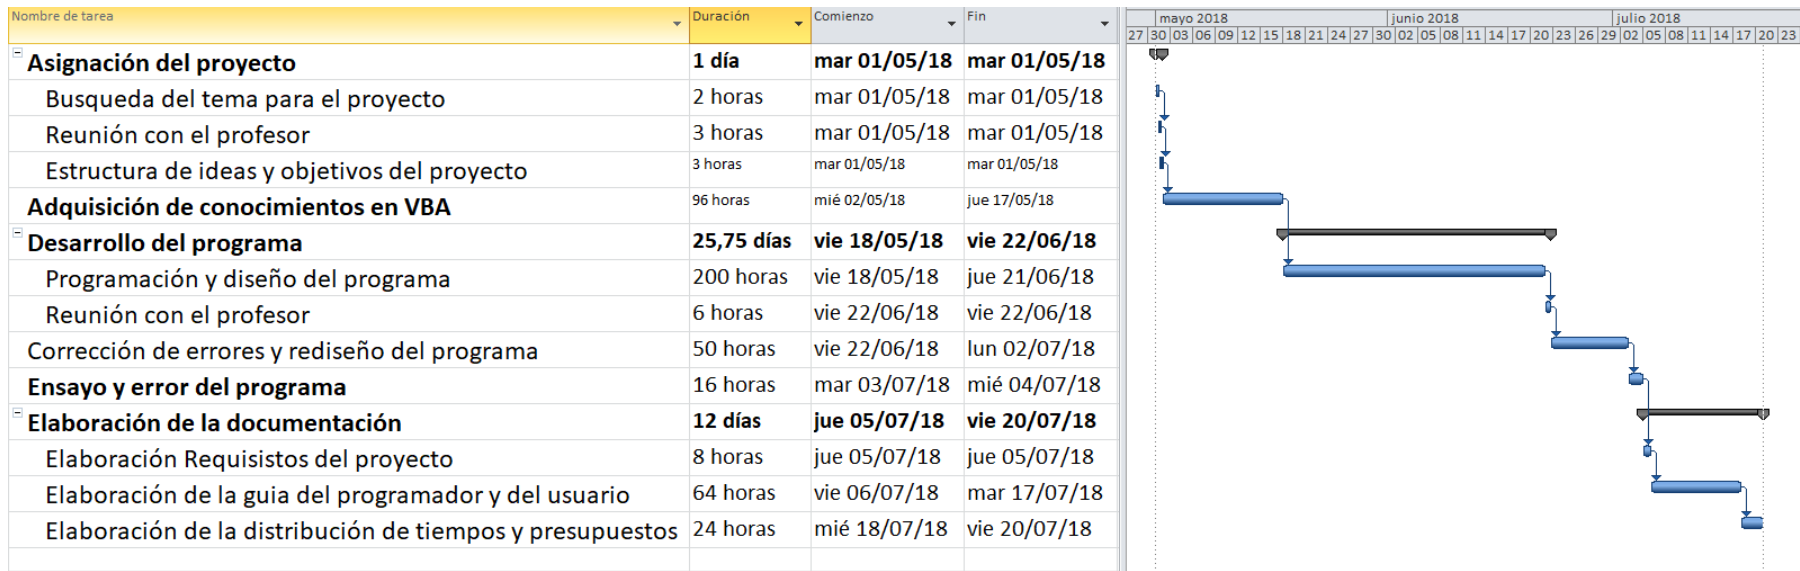 Nombre de tarea Duración Comienzo Fin
Asignación del proyecto 1 día mar 01/05/18 mar 01/05/18
Busqueda del tema para el proyecto 2 horas mar 01/05/18 mar 01/05/18
Reunión con el profesor 3 horas mar 01/05/18 mar 01/05/18
Estructura de ideas y objetivos del proyecto 3 horas mar 01/05/18 mar 01/05/18
Adquisición de conocimientos en VBA 96 horas mié 02/05/18 jue 17/05/18
Desarrollo del programa 25,75 días vie 18/05/18 vie 22/06/18
Programación y diseño del programa 200 horas vie 18/05/18 jue 21/06/18
Reunión con el profesor 6 horas vie 22/06/18 vie 22/06/18
Corrección de errores y rediseño del programa 50 horas vie 22/06/18 lun 02/07/18
Ensayo y error del programa 16 horas mar 03/07/18 mié 04/07/18
Elaboración de la documentación 12 días jue 05/07/18 vie 20/07/18
Elaboración Requisistos del proyecto 8 horas jue 05/07/18 jue 05/07/18
Elaboración de la guia del programador y del usuario 64 horas vie 06/07/18 mar 17/07/18
Elaboración de la distribución de tiempos y presupuestos 24 horas mié 18/07/18 vie 20/07/18
mayo 2018 junio 2018 julio 2018
27 30 03 06 09 12 15 18 21 24 27 30 02 05 08 11 14 17 20 23 26 29 02 05 08 11 14 17 20 23